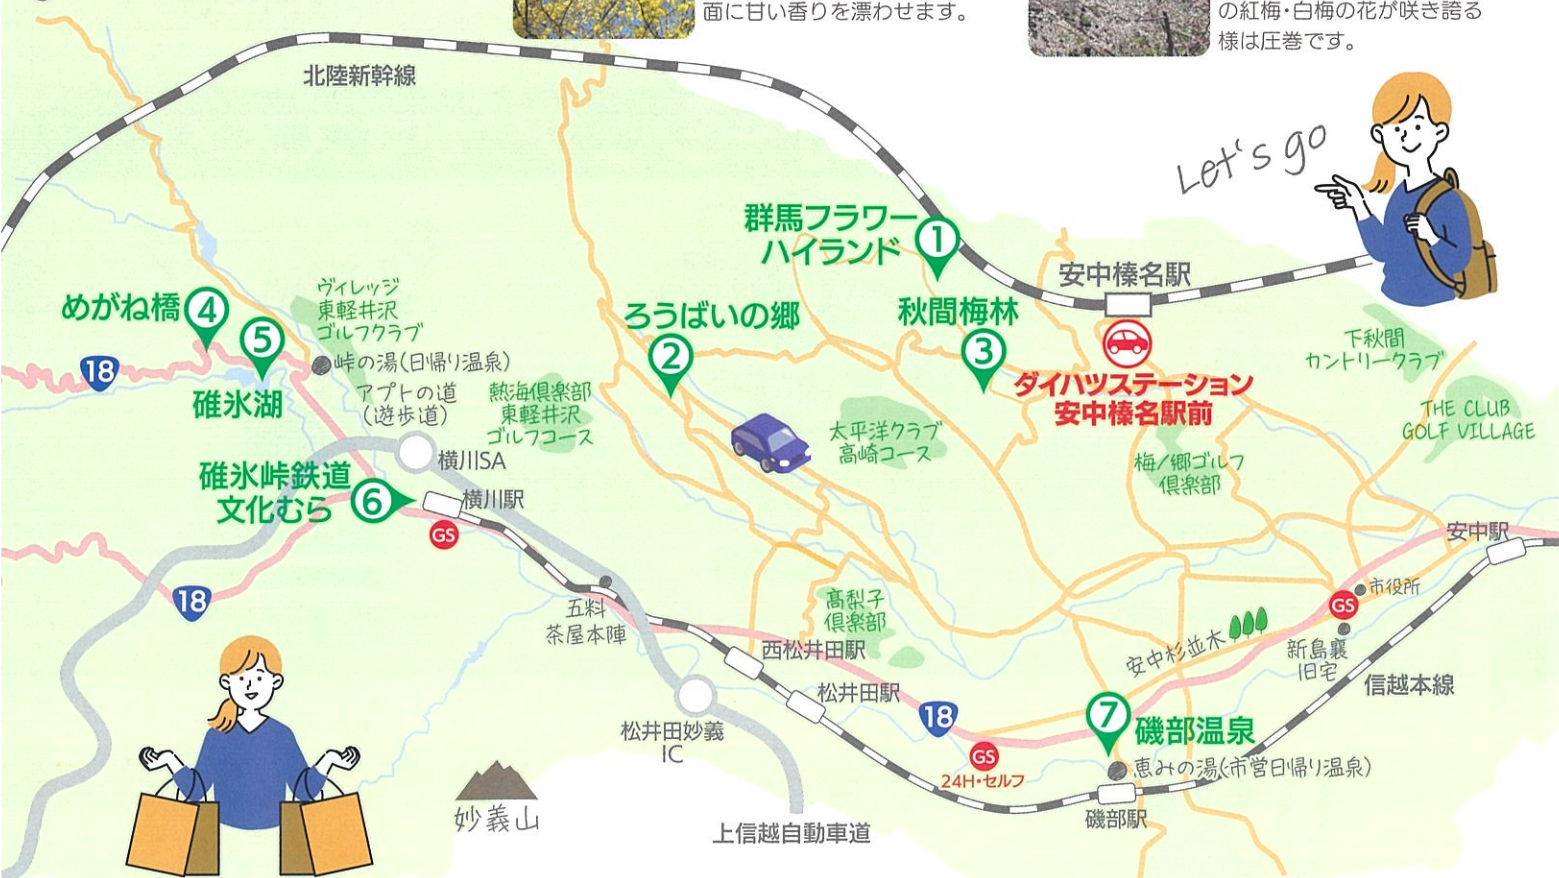 面に甘い香りを漂わせます。
の紅梅・白梅の花が咲き誇る
様は圧巻です。
北陸新幹線
Let's go
群馬フラワー
ハイランド
1
安中榛名駅
ヴィレッジ
東軽井沢
ゴルフクラブ
めがね橋
4
5
ろうばいの郷
2
秋間梅林
3
下秋間
カントリークラブ
18
峠の湯(日帰り温泉)
碓氷湖
アプトの道
(遊歩道)
熱海倶楽部
東軽井沢
ゴルフコース
ダイハツステーション
安中榛名駅前
太平洋クラブ
高崎コース
THE CLUB
GOLF VILLAGE
横川SA
梅ノ郷ゴルフ
倶楽部
碓氷峠鉄道
文化むら
6
横川駅
GS
安中駅
18
五料
茶屋本陣
髙梨子
倶楽部
市役所
GS
安中杉並木
新島襄
旧宅
西松井田駅
松井田駅
信越本線
松井田妙義
IC
18
7
磯部温泉
GS
24H・セルフ
恵みの湯(市営日帰り温泉)
妙義山
上信越自動車道
磯部駅